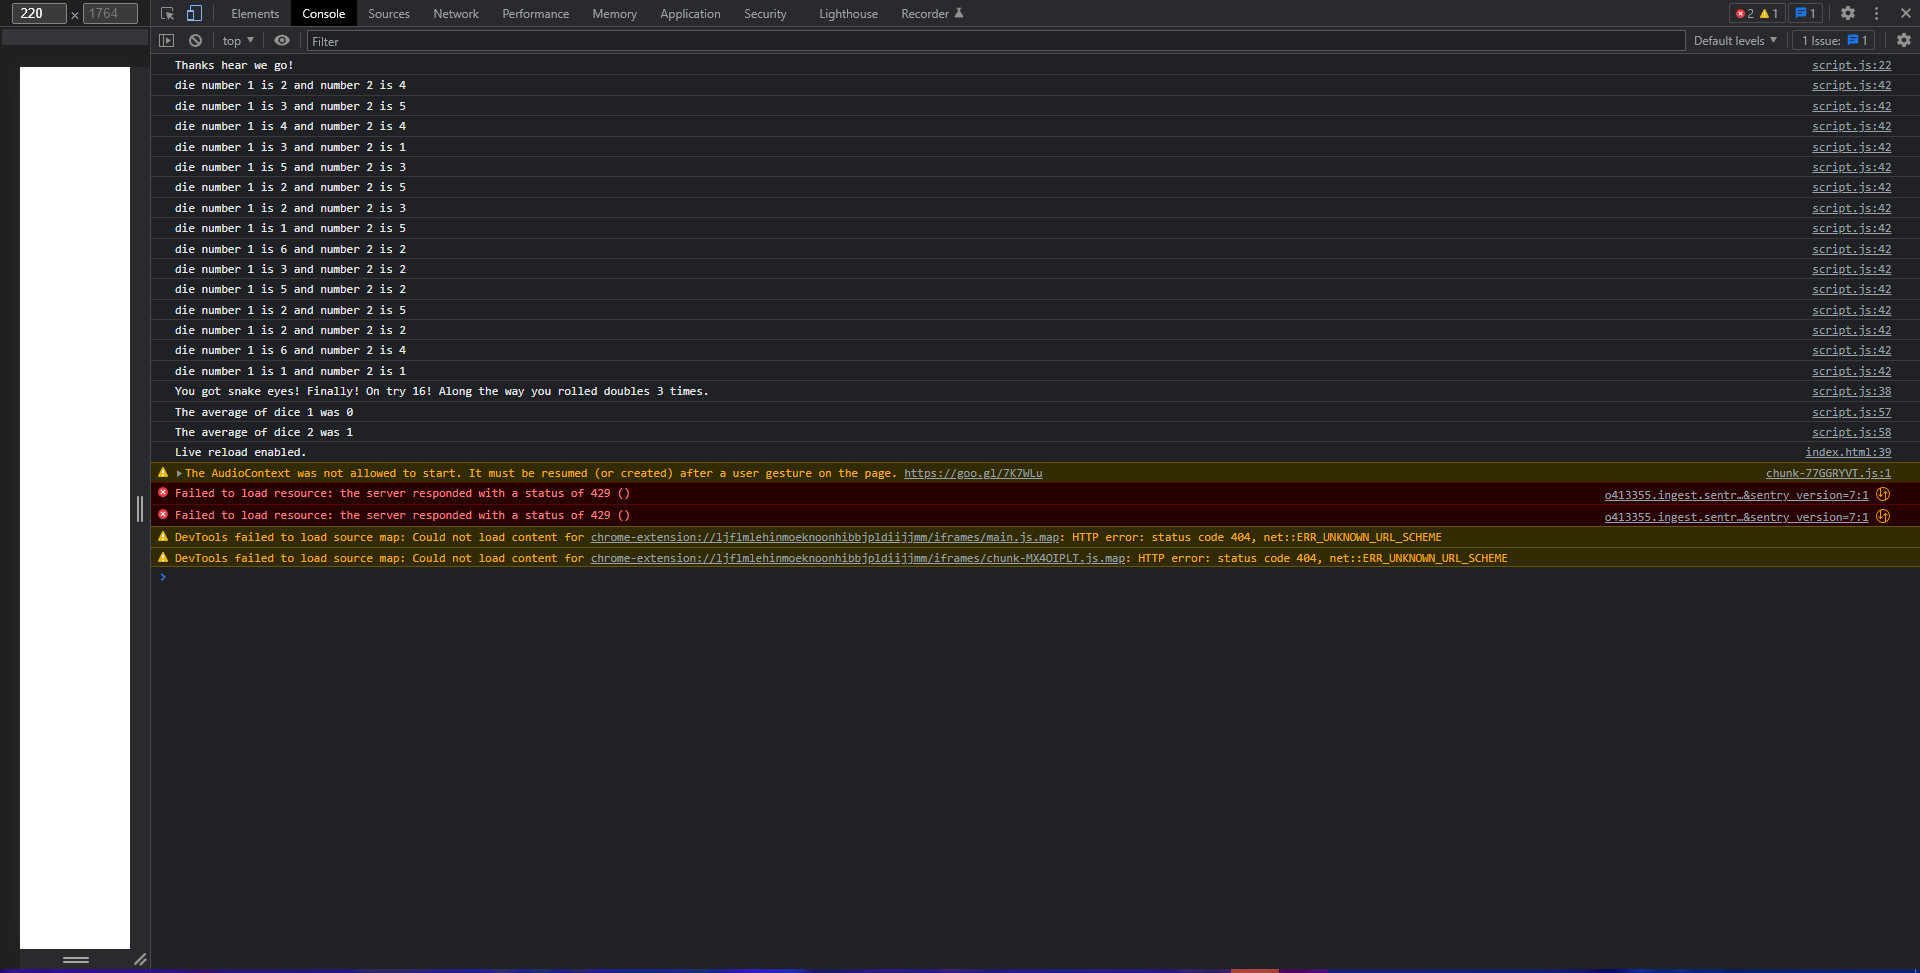 220 × 1764
Elements Console Sources Network Performance Memory Application Security Lighthouse Recorder 2 1 1
top Filter Default levels 1 Issue: 1
Thanks hear we go! script.js:22
die number 1 is 2 and number 2 is 4 script.js:42
die number 1 is 3 and number 2 is 5 script.js:42
die number 1 is 4 and number 2 is 4 script.js:42
die number 1 is 3 and number 2 is 1 script.js:42
die number 1 is 5 and number 2 is 3 script.js:42
die number 1 is 2 and number 2 is 5 script.js:42
die number 1 is 2 and number 2 is 3 script.js:42
die number 1 is 1 and number 2 is 5 script.js:42
die number 1 is 6 and number 2 is 2 script.js:42
die number 1 is 3 and number 2 is 2 script.js:42
die number 1 is 5 and number 2 is 2 script.js:42
die number 1 is 2 and number 2 is 5 script.js:42
die number 1 is 2 and number 2 is 2 script.js:42
die number 1 is 6 and number 2 is 4 script.js:42
die number 1 is 1 and number 2 is 1 script.js:42
You got snake eyes! Finally! On try 16! Along the way you rolled doubles 3 times. script.js:38
The average of dice 1 was 0 script.js:57
The average of dice 2 was 1 script.js:58
Live reload enabled. index.html:39
The AudioContext was not allowed to start. It must be resumed (or created) after a user gesture on the page. https://goo.gl/7K7WLu chunk-77GGRYVT.js:1
Failed to load resource: the server responded with a status of 429 () o413355.ingest.sentr…&sentry_version=7:1
Failed to load resource: the server responded with a status of 429 () o413355.ingest.sentr…&sentry_version=7:1
DevTools failed to load source map: Could not load content for chrome-extension://ljflmlehinmoeknoonhibbjpldiijjmm/iframes/main.js.map: HTTP error: status code 404, net::ERR_UNKNOWN_URL_SCHEME
DevTools failed to load source map: Could not load content for chrome-extension://ljflmlehinmoeknoonhibbjpldiijjmm/iframes/chunk-MX4OIPLT.js.map: HTTP error: status code 404, net::ERR_UNKNOWN_URL_SCHEME